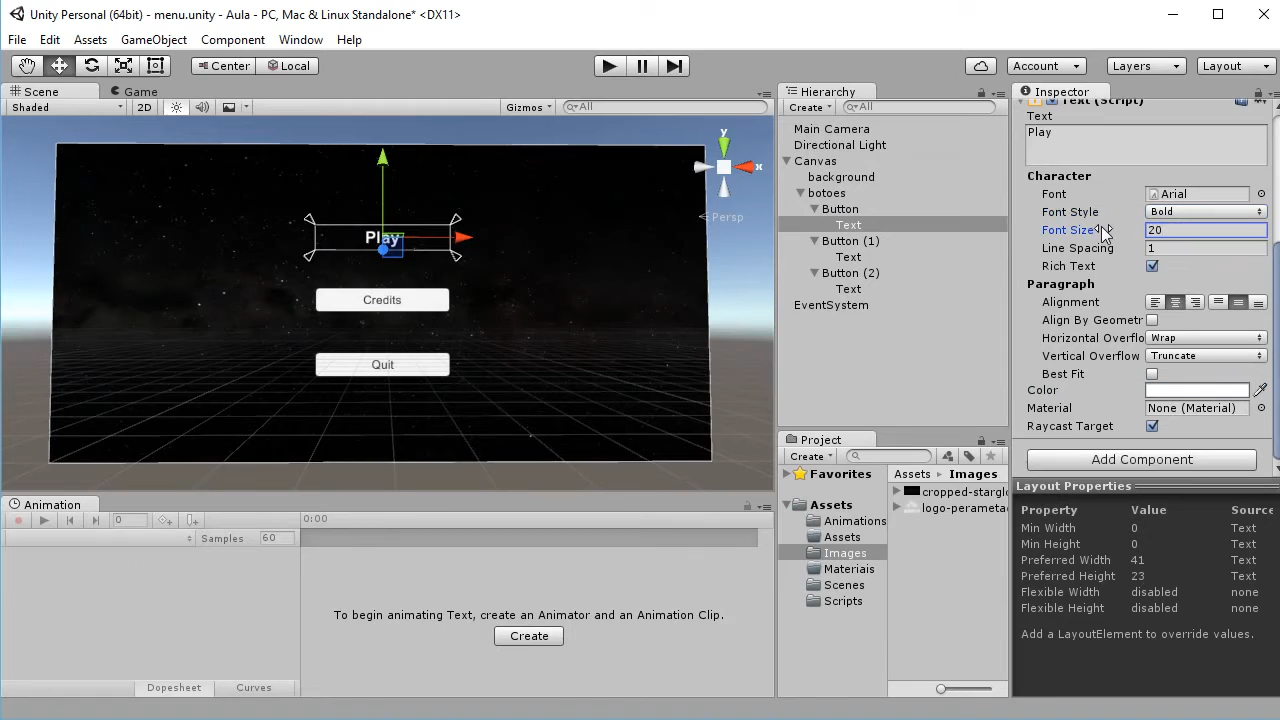 Unity Personal (64bit) - menu.unity - Aula - PC, Mac & Linux Standalone* <DX11>
File Edit Assets GameObject Component Window Help
Center Local Account Layers Layout
Scene Game
Shaded 2D Gizmos All
y
x
Persp
Play
Credits
Quit
Hierarchy
Create All
Main Camera
Directional Light
Canvas
background
botoes
Button
Text
Button (1)
Text
Button (2)
Text
EventSystem
Inspector
Text (Script)
Text
Play
Character
Font Arial
Font Style Bold
Font Size 20
Line Spacing 1
Rich Text
Paragraph
Alignment
Align By Geometr
Horizontal Overflo Wrap
Vertical Overflow Truncate
Best Fit
Color
Material None (Material)
Raycast Target
Add Component
Layout Properties
Property Value Source
Min Width 0 Text
Min Height 0 Text
Preferred Width 41 Text
Preferred Height 23 Text
Flexible Width disabled none
Flexible Height disabled none
Add a LayoutElement to override values.
Project
Create
Favorites
Assets
Animations
Assets
Images
Materiais
Scenes
Scripts
Assets Images
cropped-starglo
logo-perameta
Animation
0 0:00
Samples 60
To begin animating Text, create an Animator and an Animation Clip.
Create
Dopesheet Curves